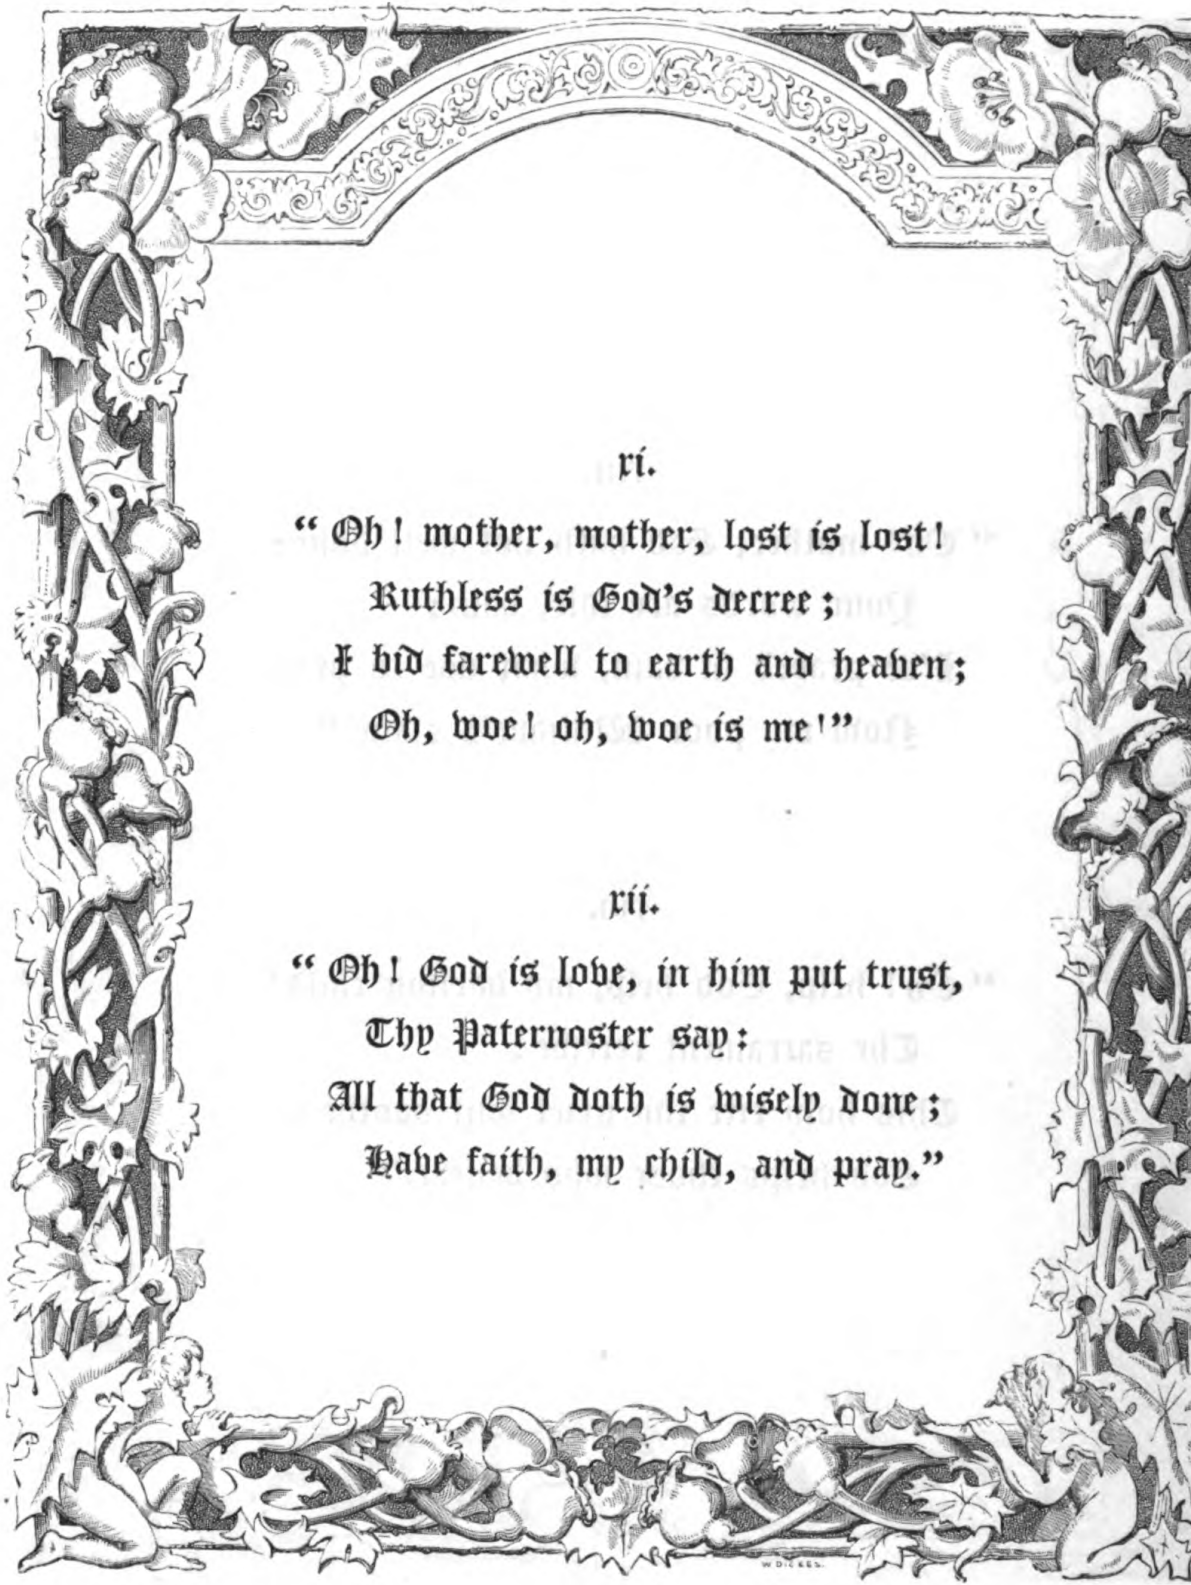 xi.
“ Oh! mother, mother, lost is lost!
Ruthless is God’s decree;
I bid farewell to earth and heaven;
Oh, woe! oh, woe is me!”
xii.
“ Oh! God is love, in him put trust,
Thy Paternoster say:
All that God doth is wisely done;
Have faith, my child, and pray.”
W DICKES.